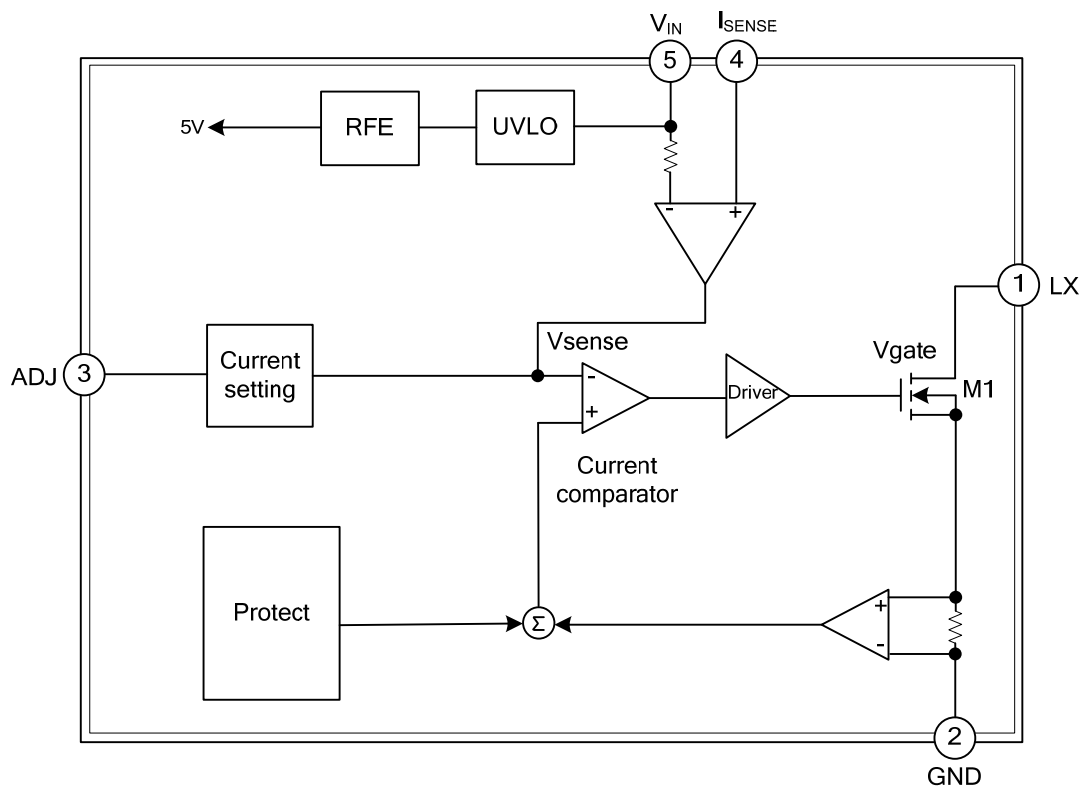 VIN
ISENSE
5
4
5V
RFE
UVLO
-
+
1
LX
ADJ
3
Current
setting
Vsense
-
+
Current
comparator
Driver
Vgate
M1
Protect
Σ
+
-
2
GND